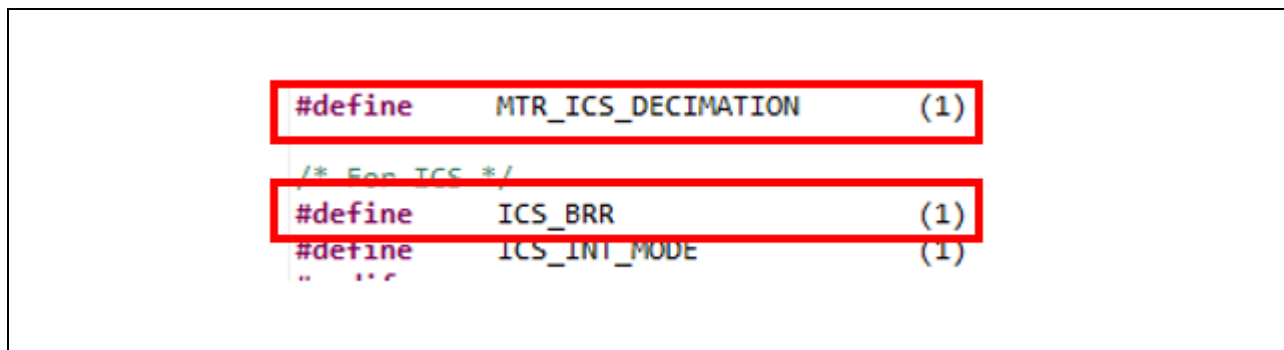 #define MTR_ICS_DECIMATION (1)
/* For ICS */
#define ICS_BRR (1)
#define ICS_INT_MODE (1)